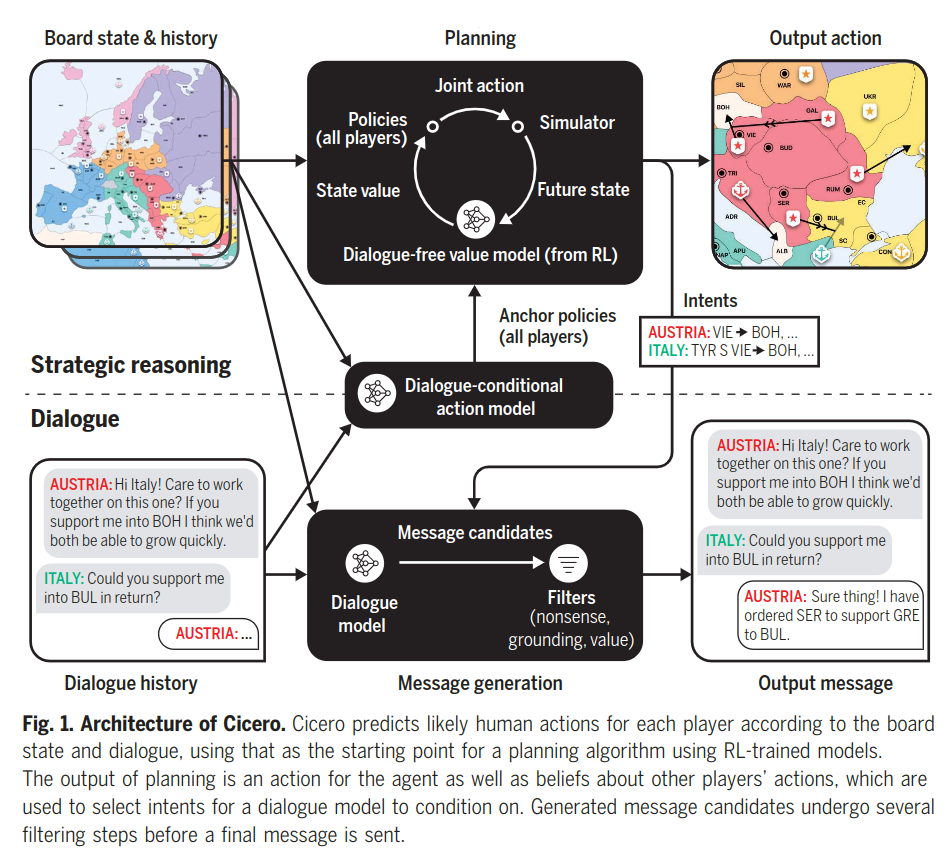 Board state & history
Planning
Output action
Joint action
Policies
(all players)
Simulator
State value
Future state
Dialogue-free value model (from RL)
SIL
WAR
UKR
BOH
GAL
VIE
BUD
TRI
RUM
SER
EC
ADR
BUL
SC
ALB
NAP
APU
CON
Anchor policies
(all players)
Intents
AUSTRIA: VIE → BOH, ...
ITALY: TYR S VIE→ BOH, ...
Strategic reasoning
Dialogue-conditional
action model
Dialogue
AUSTRIA: Hi Italy! Care to work
together on this one? If you
support me into BOH I think we'd
both be able to grow quickly.
ITALY: Could you support me
into BUL in return?
AUSTRIA: ...
Dialogue history
Message candidates
Dialogue
model
Filters
(nonsense,
grounding, value)
Message generation
AUSTRIA: Hi Italy! Care to work
together on this one? If you
support me into BOH I think we'd
both be able to grow quickly.
ITALY: Could you support me
into BUL in return?
AUSTRIA: Sure thing! I have
ordered SER to support GRE
to BUL.
Output message
Fig. 1. Architecture of Cicero. Cicero predicts likely human actions for each player according to the board
state and dialogue, using that as the starting point for a planning algorithm using RL-trained models.
The output of planning is an action for the agent as well as beliefs about other players' actions, which are
used to select intents for a dialogue model to condition on. Generated message candidates undergo several
filtering steps before a final message is sent.